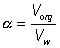 α = V_org / V_w